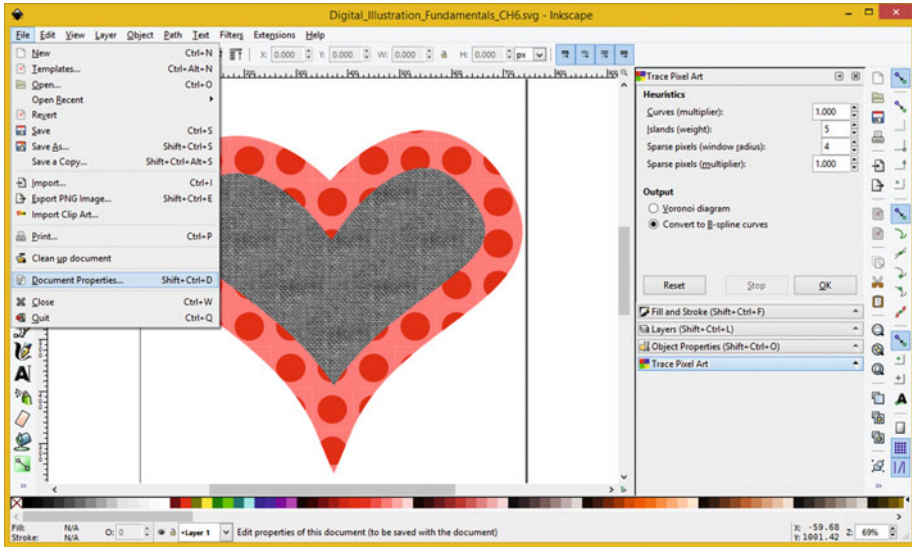 Digital_Illustration_Fundamentals_CH6.svg - Inkscape
File Edit View Layer Object Path Text Filters Extensions Help
X: 0.000 Y: 0.000 W: 0.000 H: 0.000 px
New Ctrl+N
Templates... Ctrl+Alt+N
Open... Ctrl+O
Open Recent
Revert
Save Ctrl+S
Save As... Shift+Ctrl+S
Save a Copy... Shift+Ctrl+Alt+S
Import... Ctrl+I
Export PNG Image... Shift+Ctrl+E
Import Clip Art...
Print... Ctrl+P
Clean up document
Document Properties... Shift+Ctrl+D
Close Ctrl+W
Quit Ctrl+Q
Trace Pixel Art
Heuristics
Curves (multiplier): 1.000
Islands (weight): 5
Sparse pixels (window radius): 4
Sparse pixels (multiplier): 1.000
Output
Voronoi diagram
Convert to B-spline curves
Reset Stop OK
Fill and Stroke (Shift+Ctrl+F)
Layers (Shift+Ctrl+L)
Object Properties (Shift+Ctrl+O)
Trace Pixel Art
Fill: N/A
Stroke: N/A
O: 0
Layer 1
Edit properties of this document (to be saved with the document)
X: -59.68
Y: 1001.42
Z: 69%